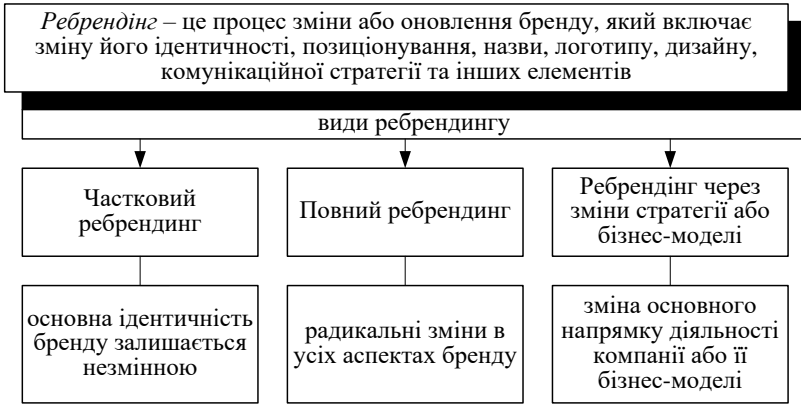 Ребрендінг – це процес зміни або оновлення бренду, який включає
зміну його ідентичності, позиціонування, назви, логотипу, дизайну,
комунікаційної стратегії та інших елементів
види ребрендингу
Частковий
ребрендинг
Повний ребрендинг
Ребрендінг через
зміни стратегії або
бізнес-моделі
основна ідентичність
бренду залишається
незмінною
радикальні зміни в
усіх аспектах бренду
зміна основного
напрямку діяльності
компанії або її
бізнес-моделі